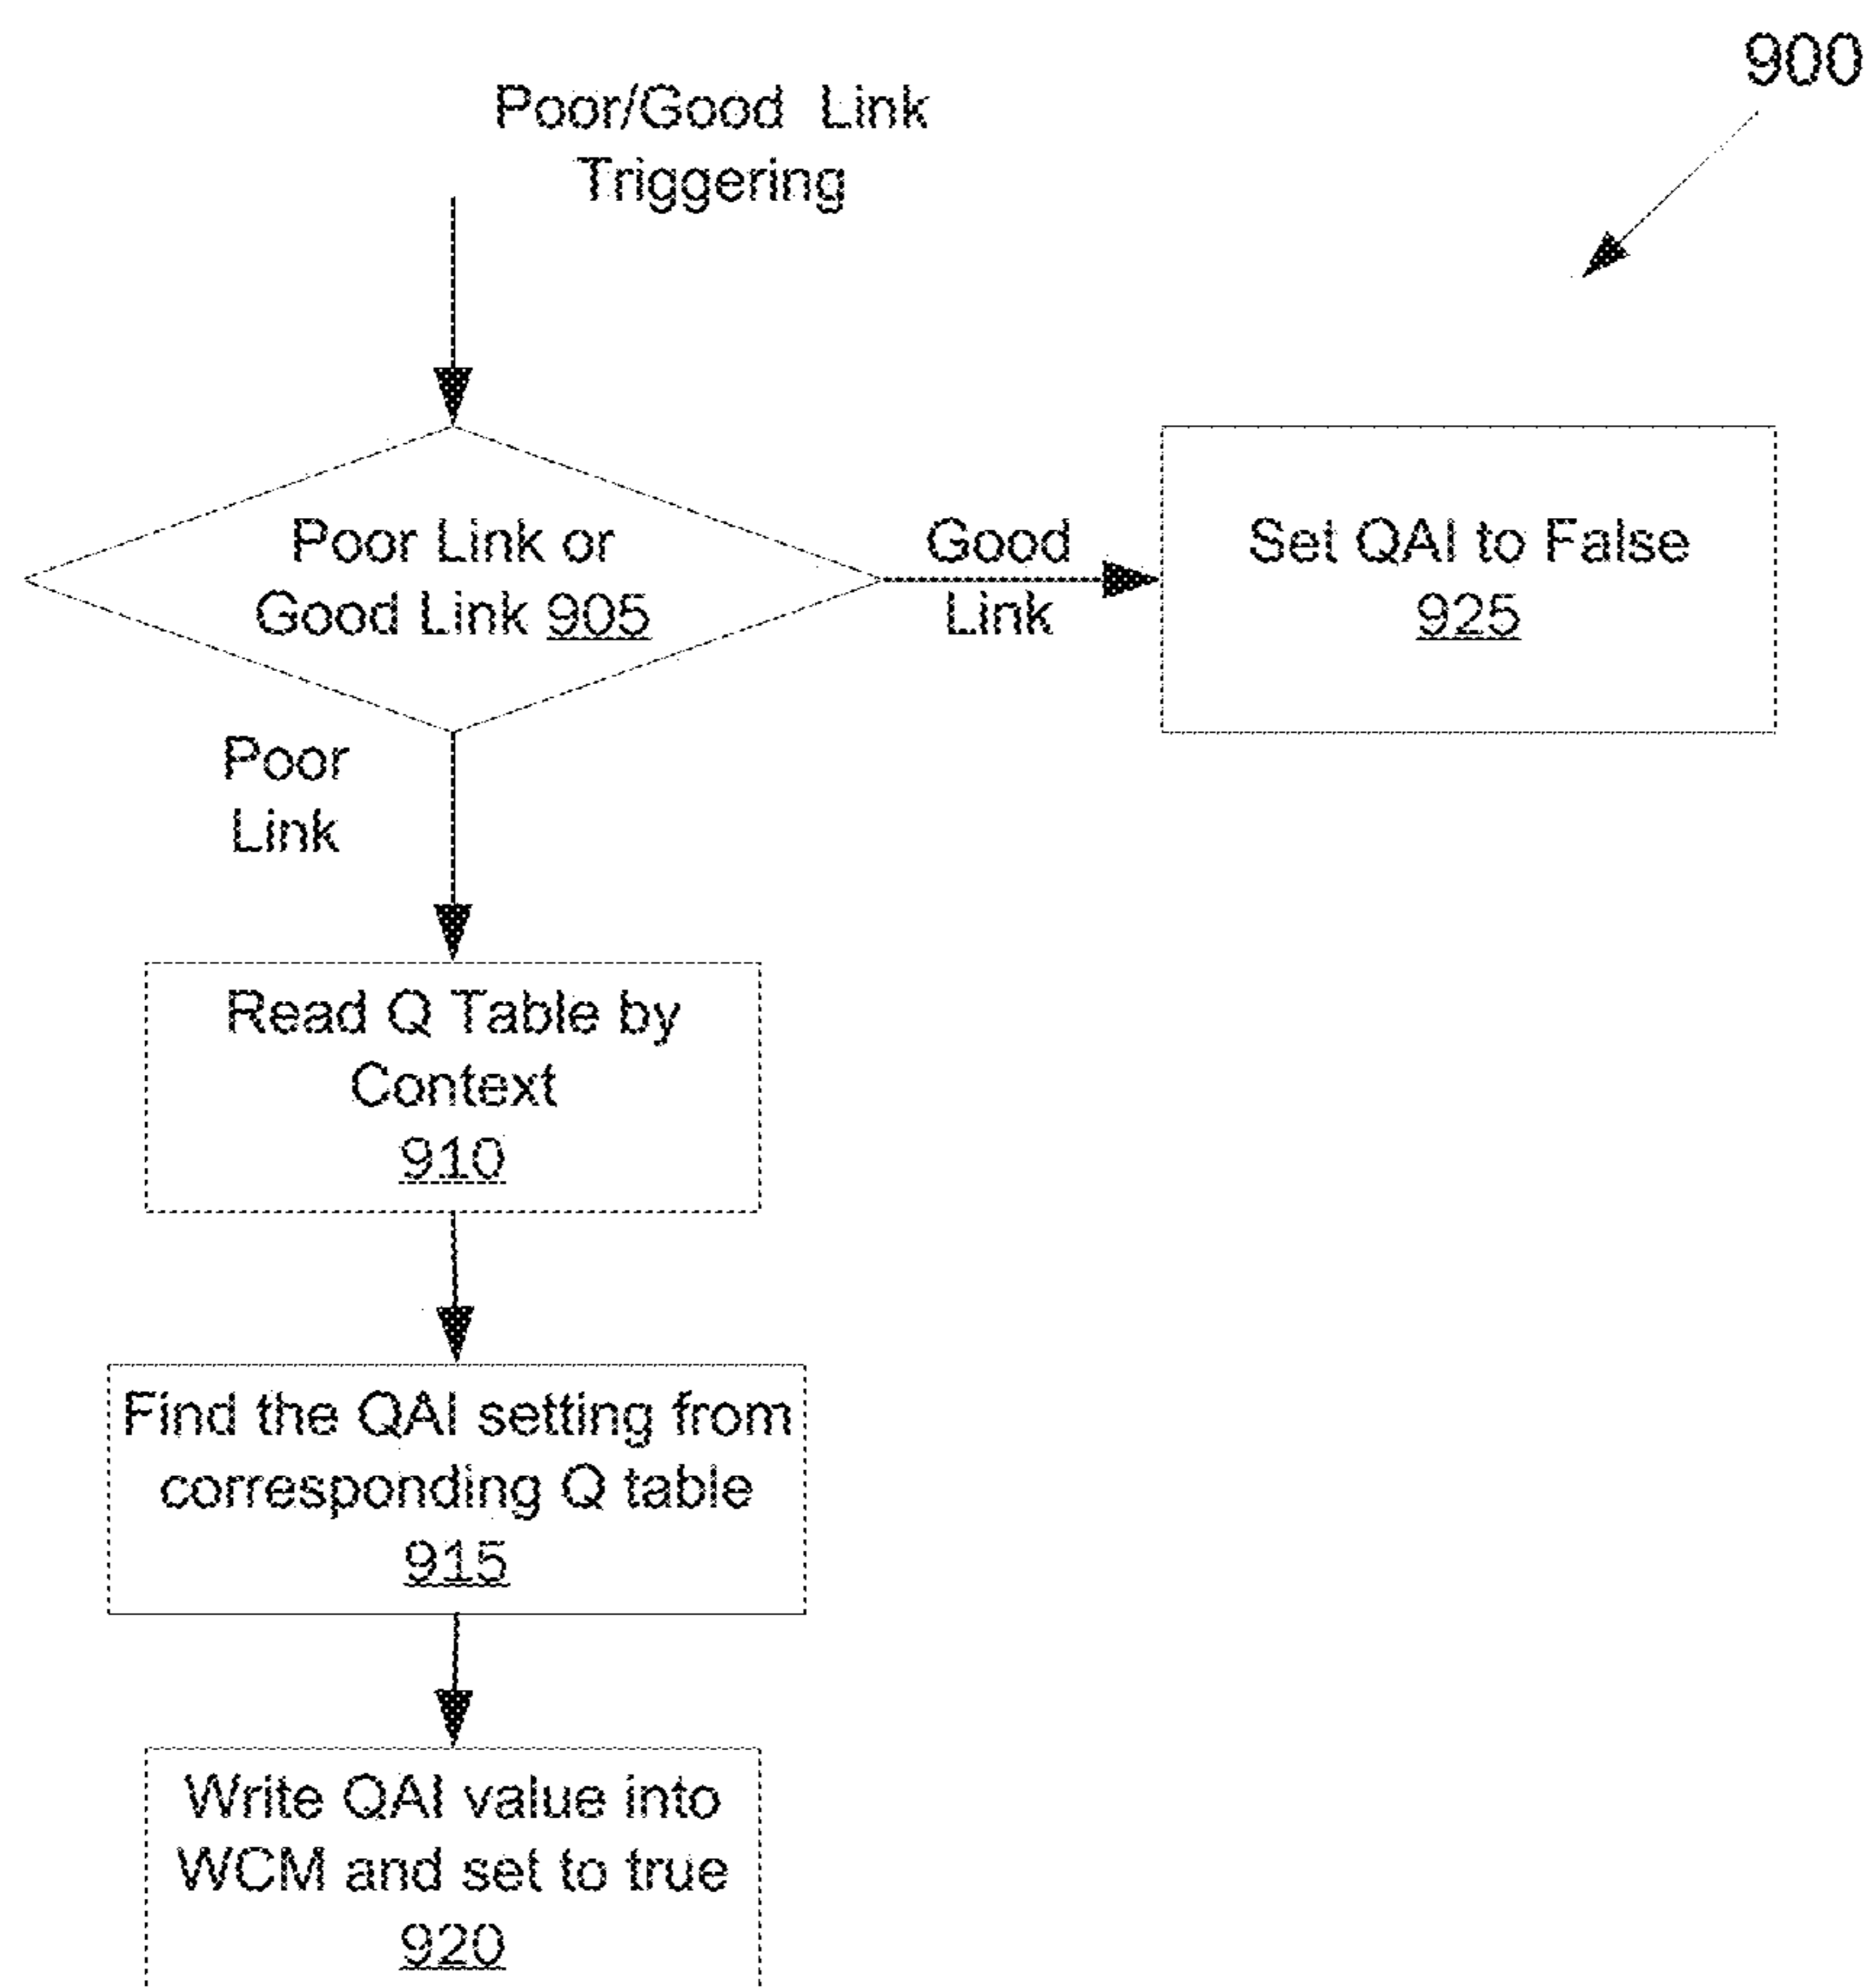 900
Poor/Good Link
Triggering
Poor Link or
Good Link 905
Good
Link
Set QAI to False
925
Poor
Link
Read Q Table by
Context
910
Find the QAI setting from
corresponding Q table
915
Write QAI value into
WCM and set to true
920